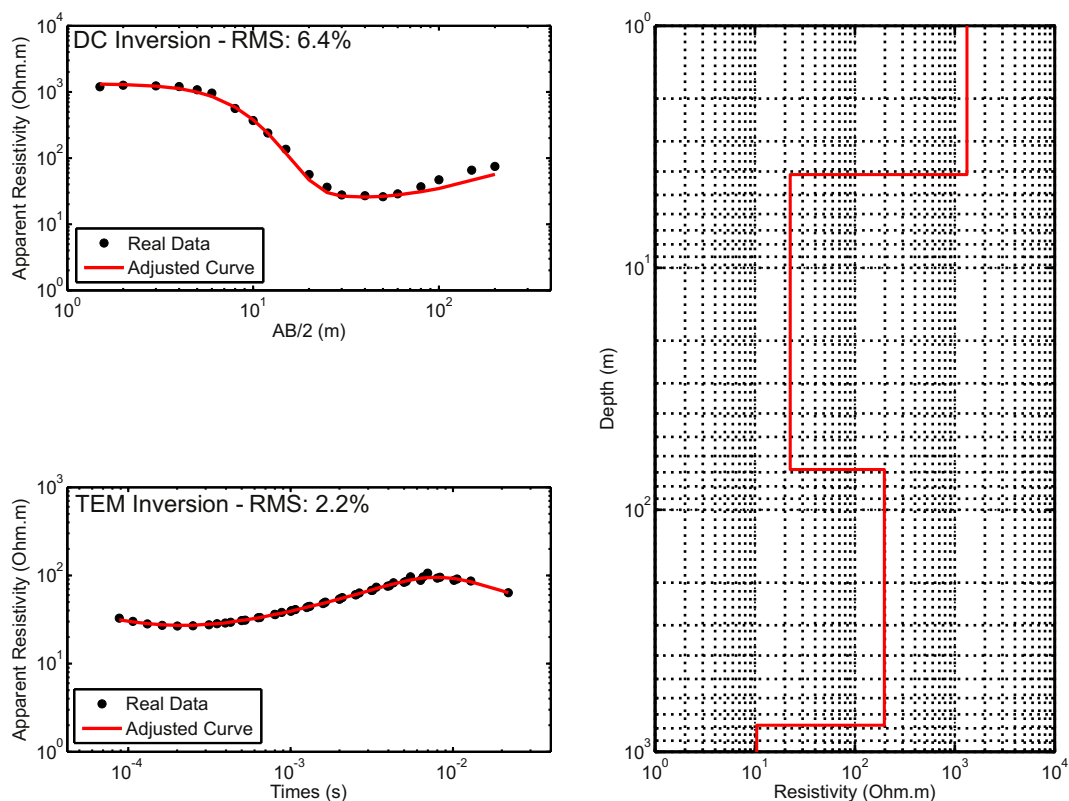 DC Inversion - RMS: 6.4%
Apparent Resistivity (Ohm.m)
10^4
10^3
10^2
10^1
10^0
Real Data
Adjusted Curve
10^0 10^1 10^2
AB/2 (m)
TEM Inversion - RMS: 2.2%
Apparent Resistivity (Ohm.m)
10^3
10^2
10^1
10^0
Real Data
Adjusted Curve
10^-4 10^-3 10^-2
Times (s)
Depth (m)
10^0
10^1
10^2
10^3
10^0 10^1 10^2 10^3 10^4
Resistivity (Ohm.m)